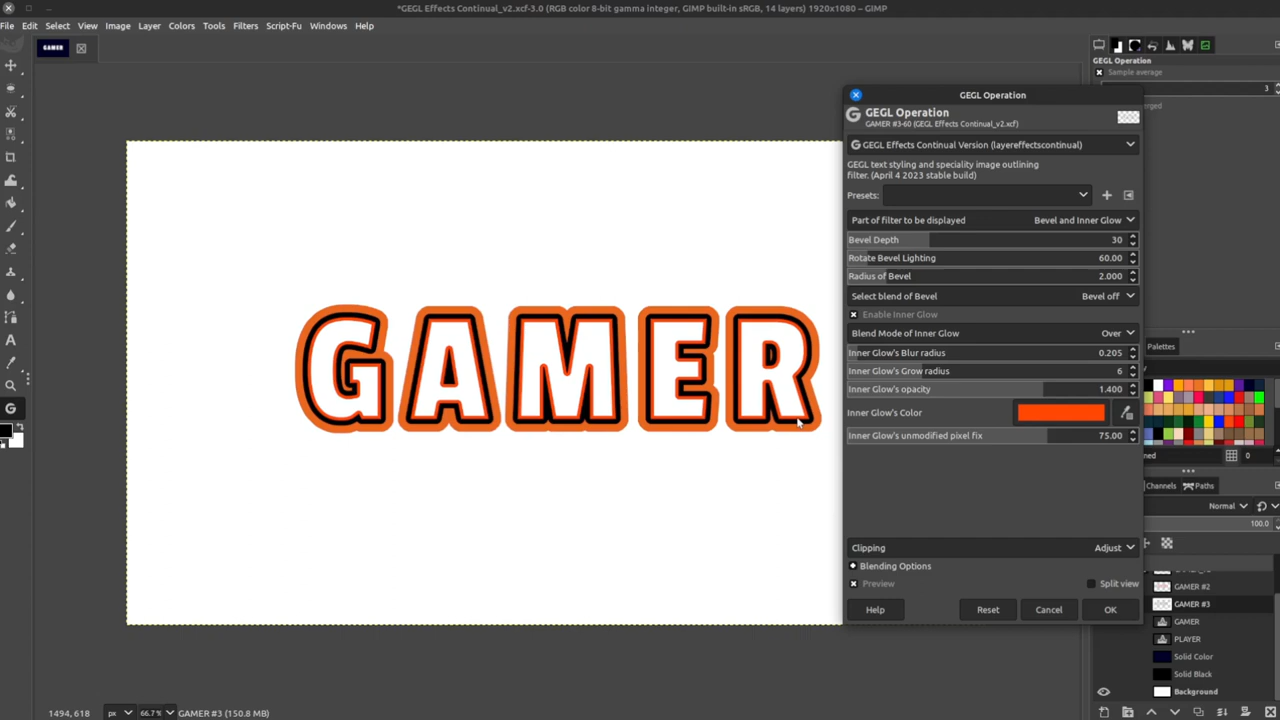 *GEGL Effects Continual_v2.xcf-3.0 (RGB color 8-bit gamma integer, GIMP built-in sRGB, 14 layers) 1920x1080 – GIMP
File Edit Select View Image Layer Colors Tools Filters Script-Fu Windows Help
GAMER
GEGL Operation
Sample average
3
GEGL Operation
GEGL Operation
GAMER #3-60 (GEGL Effects Continual_v2.xcf)
GEGL Effects Continual Version (layereffectscontinual)
GEGL text styling and speciality image outlining
filter. (April 4 2023 stable build)
Presets:
Part of filter to be displayed Bevel and Inner Glow
Bevel Depth 30
Rotate Bevel Lighting 60.00
Radius of Bevel 2.000
Select blend of Bevel Bevel off
Enable Inner Glow
Blend Mode of Inner Glow Over
Inner Glow's Blur radius 0.205
Inner Glow's Grow radius 6
Inner Glow's opacity 1.400
Inner Glow's Color
Inner Glow's unmodified pixel fix 75.00
Clipping Adjust
Blending Options
Preview Split view
Help Reset Cancel OK
GAMER
Palettes
0
Channels Paths
Normal
100.0
GAMER #2
GAMER #3
GAMER
PLAYER
Solid Color
Solid Black
Background
1494, 618 px 66.7% GAMER #3 (150.8 MB)